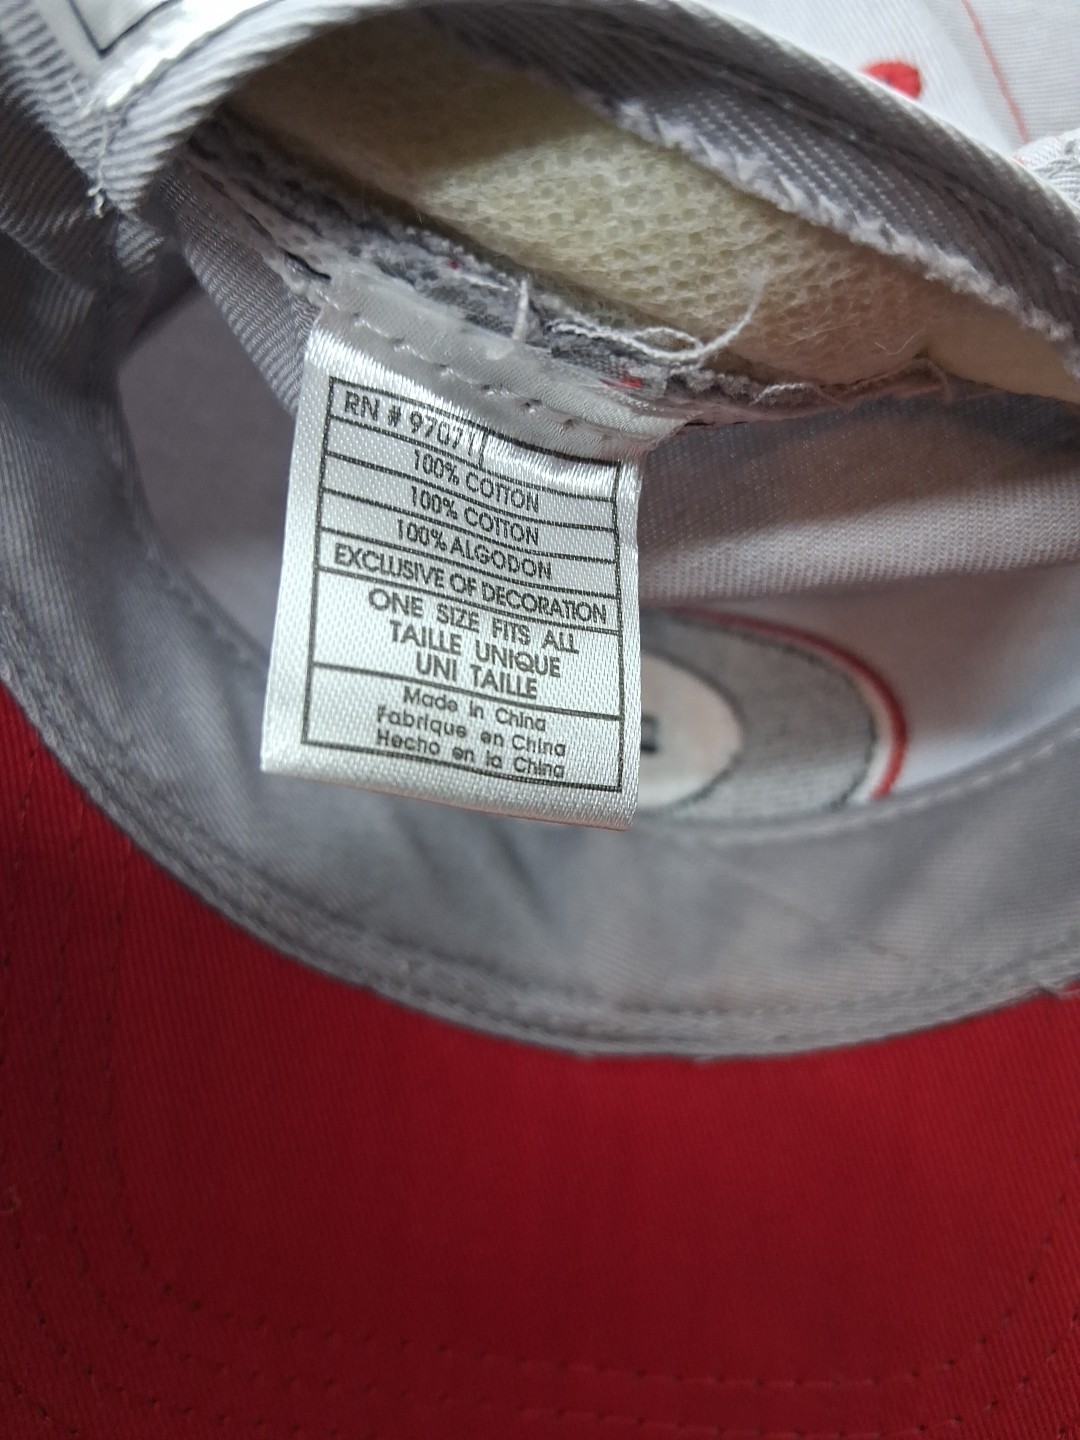 RN # 97071
100% COTTON
100% COTTON
100% ALGODON
EXCLUSIVE OF DECORATION
ONE SIZE FITS ALL
TAILLE UNIQUE
UNI TAILLE
Made in China
Fabrique en China
Hecho en la China